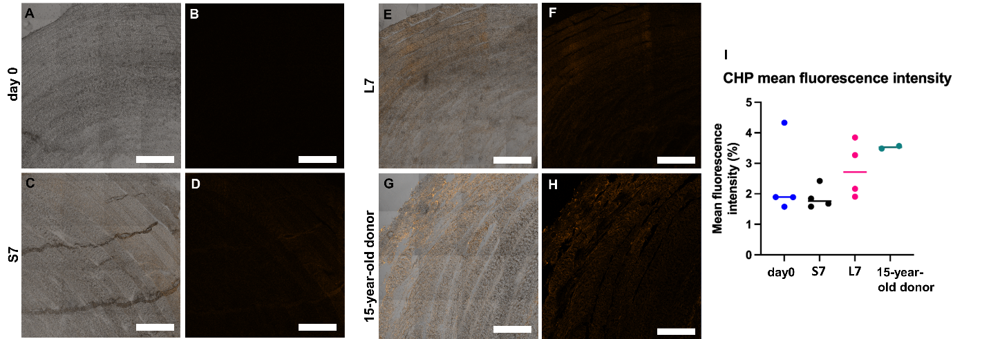 A
B
day 0
C
D
S7
E
F
L7
G
H
15-year-old donor
I
CHP mean fluorescence intensity
Mean fluorescence
intensity (%)
5
4
3
2
1
0
day0 S7 L7 15-year-
old donor